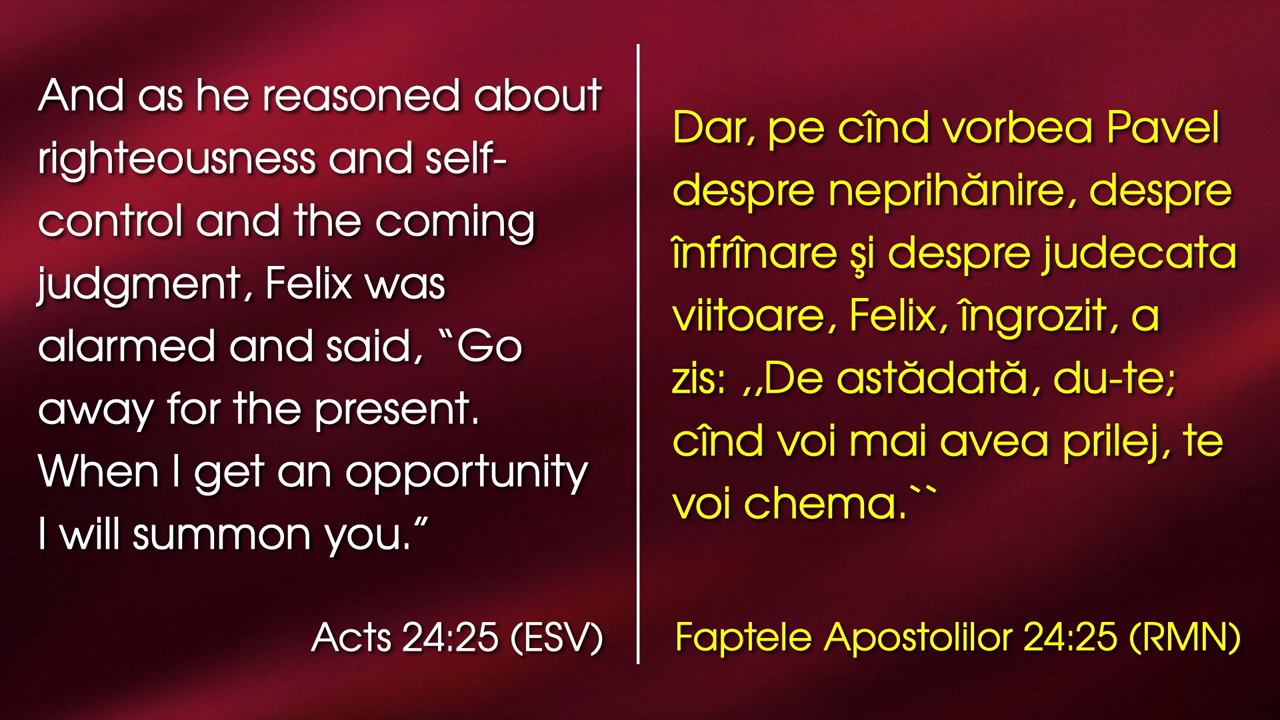 And as he reasoned about
righteousness and self-
control and the coming
judgment, Felix was
alarmed and said, “Go
away for the present.
When I get an opportunity
I will summon you.”
Acts 24:25 (ESV)
Dar, pe cînd vorbea Pavel
despre neprihănire, despre
înfrînare şi despre judecata
viitoare, Felix, îngrozit, a
zis: ,,De astădată, du-te;
cînd voi mai avea prilej, te
voi chema.``
Faptele Apostolilor 24:25 (RMN)